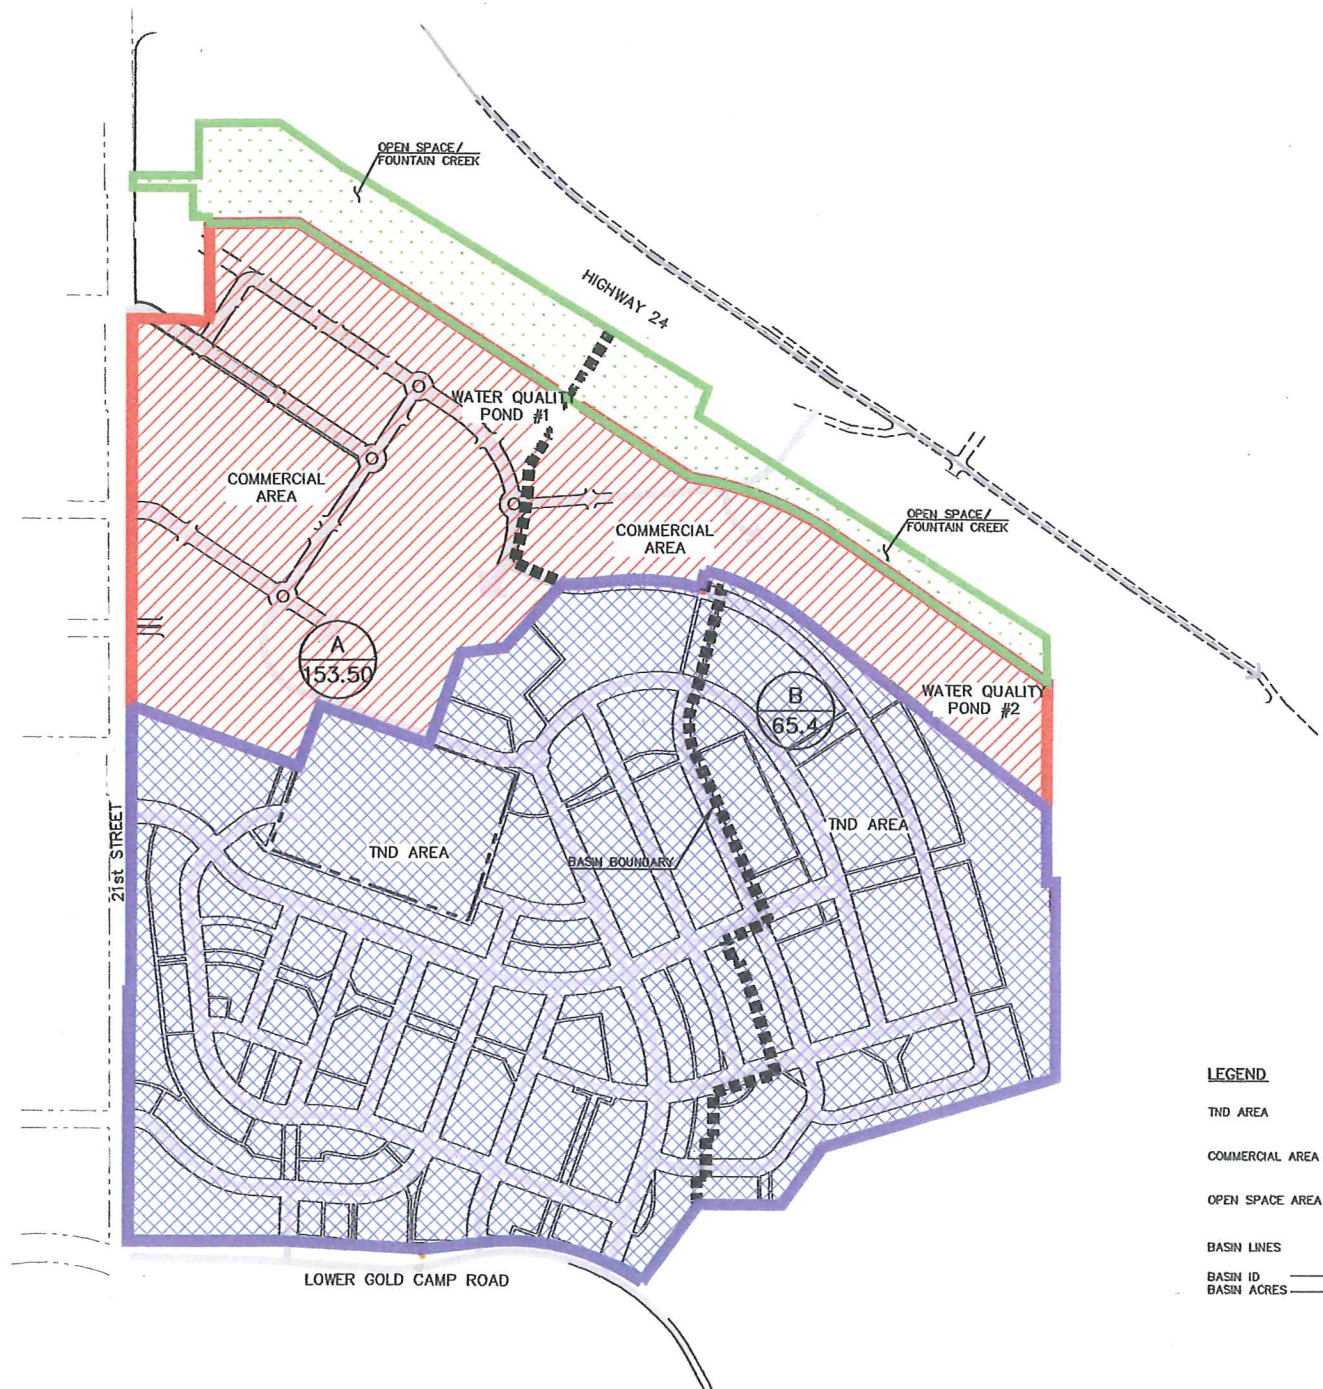 OPEN SPACE/
FOUNTAIN CREEK
HIGHWAY 24
WATER QUALITY
POND #1
COMMERCIAL
AREA
COMMERCIAL
AREA
OPEN SPACE/
FOUNTAIN CREEK
A
153.50
B
65.4
WATER QUALITY
POND #2
21st STREET
TND AREA
TND AREA
BASIN BOUNDARY
LOWER GOLD CAMP ROAD
LEGEND
TND AREA
COMMERCIAL AREA
OPEN SPACE AREA
BASIN LINES
BASIN ID
BASIN ACRES